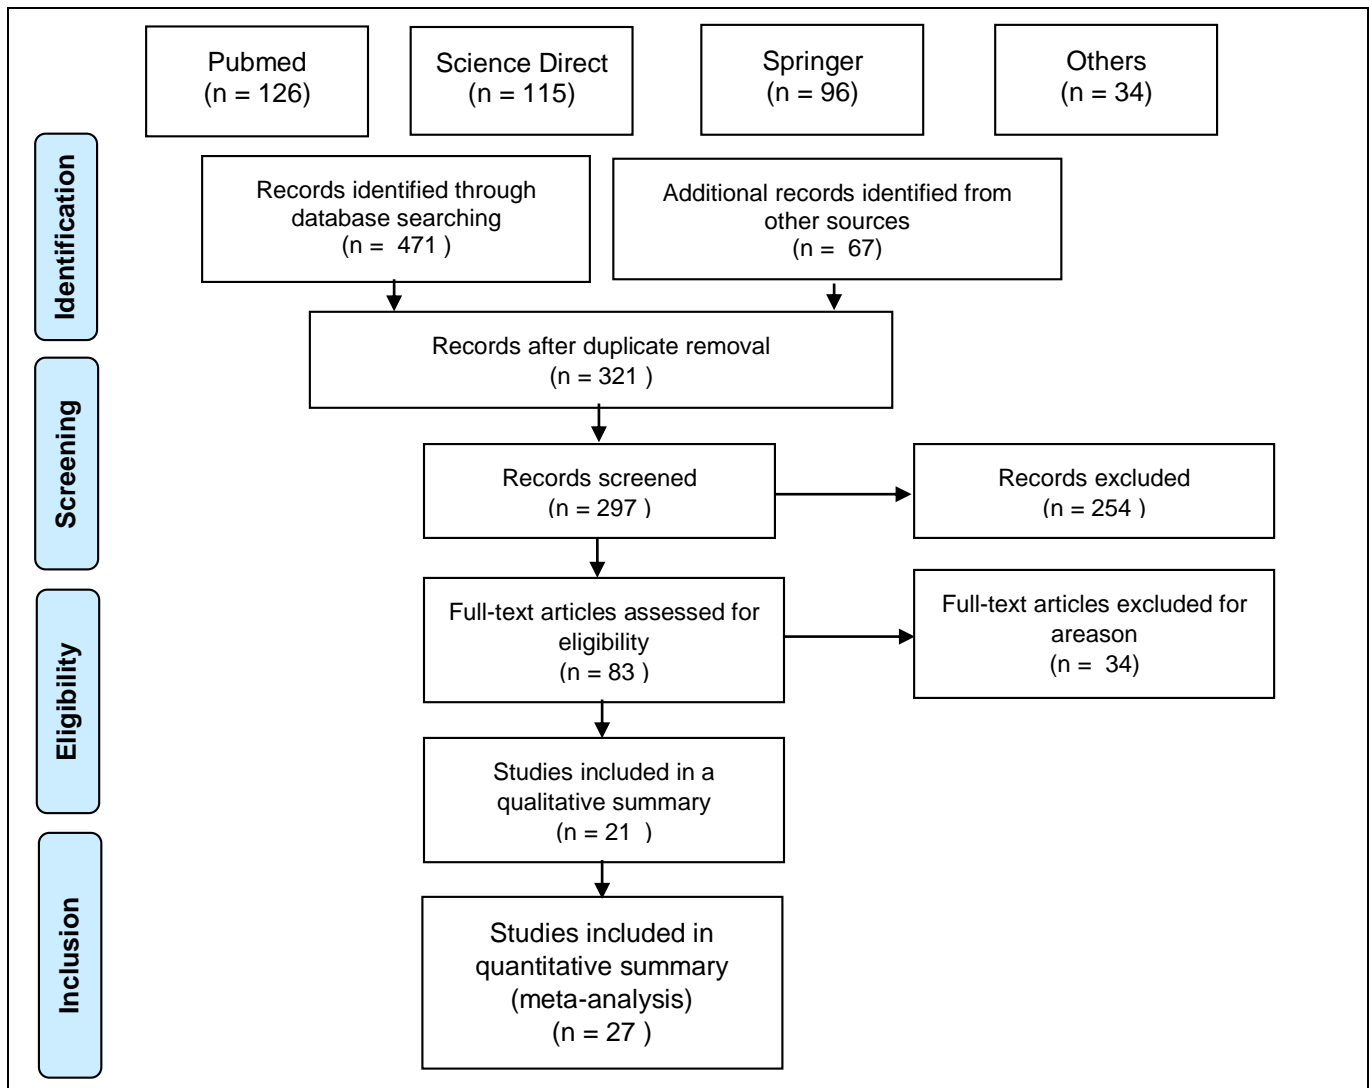 Pubmed
(n = 126)
Science Direct
(n = 115)
Springer
(n = 96)
Others
(n = 34)
Identification
Records identified through
database searching
(n = 471 )
Additional records identified from
other sources
(n = 67)
Records after duplicate removal
(n = 321 )
Screening
Records screened
(n = 297 )
Records excluded
(n = 254 )
Eligibility
Full-text articles assessed for
eligibility
(n = 83 )
Full-text articles excluded for
areason
(n = 34)
Studies included in a
qualitative summary
(n = 21 )
Inclusion
Studies included in
quantitative summary
(meta-analysis)
(n = 27 )